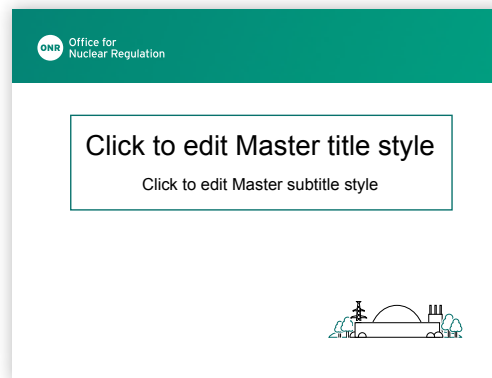 ONR
Office for
Nuclear Regulation
Click to edit Master title style
Click to edit Master subtitle style